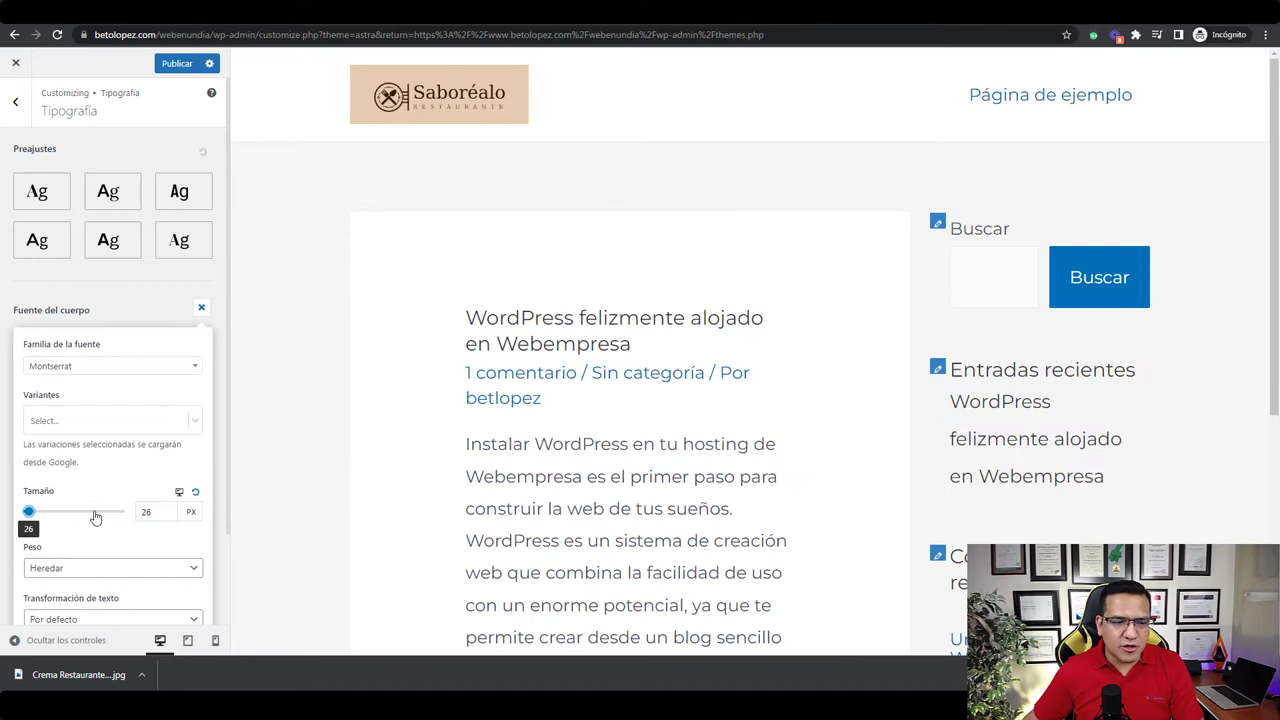 betolopez.com/webenundia/wp-admin/customize.php?theme=astra&return=https%3A%2F%2Fwww.betolopez.com%2Fwebenundia%2Fwp-admin%2Fthemes.php
Incógnito
Publicar
Customizing ▸ Tipografía
Tipografía
Preajustes
Ag Ag Ag
Ag Ag Ag
Fuente del cuerpo
Familia de la fuente
Montserrat
Variantes
Select...
Las variaciones seleccionadas se cargarán
desde Google.
Tamaño
26 PX
26
Peso
Heredar
Transformación de texto
Por defecto
Ocultar los controles
Saboréalo
RESTAURANTE
Página de ejemplo
WordPress felizmente alojado
en Webempresa
1 comentario / Sin categoría / Por
betlopez
Instalar WordPress en tu hosting de
Webempresa es el primer paso para
construir la web de tus sueños.
WordPress es un sistema de creación
web que combina la facilidad de uso
con un enorme potencial, ya que te
permite crear desde un blog sencillo
Buscar
Buscar
Entradas recientes
WordPress
felizmente alojado
en Webempresa
Crema Restaurante....jpg